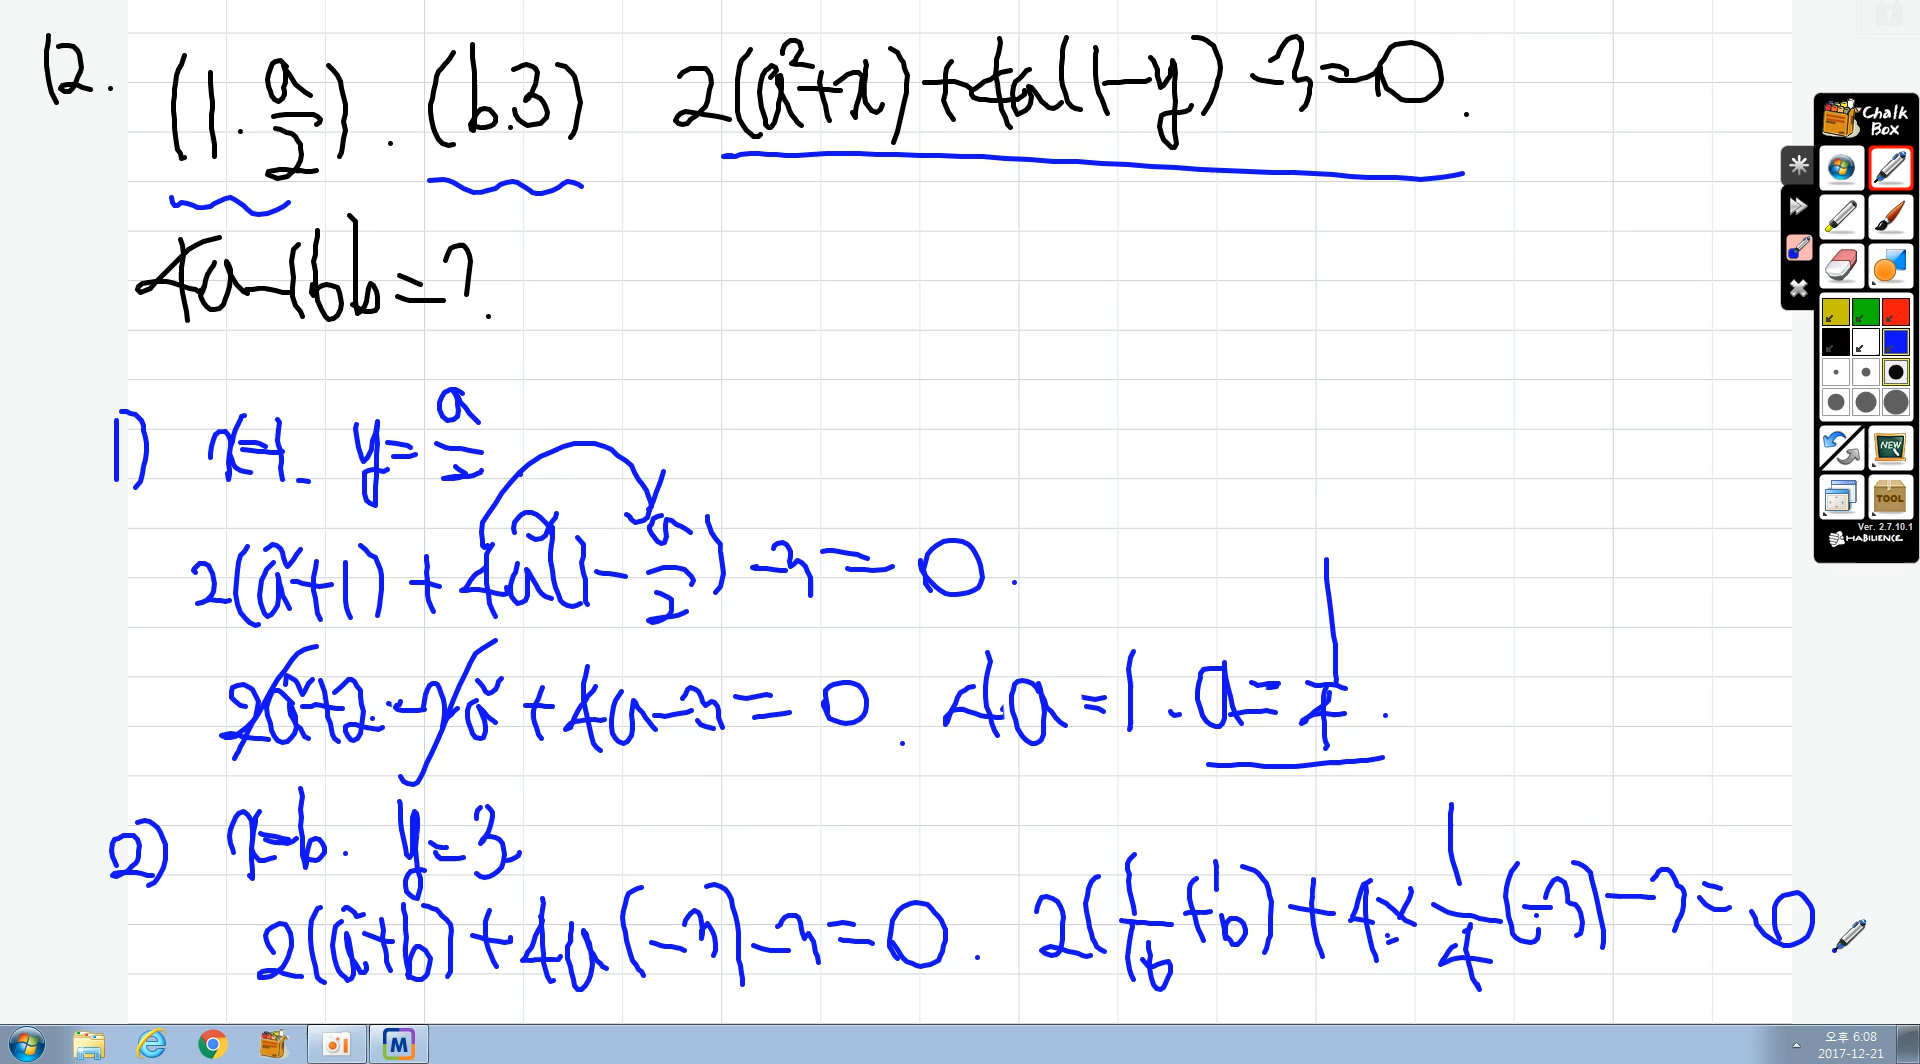 12. (1. a/2). (b.3) 2(a²+x)+4a(1-y)-3=0.
4a-16b=?
1) x=1. y=a/2
2(a²+1)+4a(1-a/2)-3=0.
2a²+2-2a²+4a-3=0. 4a=1. a=1/4.
2) x=b. y=3
2(a²+b)+4a(-3)-3=0. 2(1/16+b)+4×1/4(-3)-3=0
Chalk
Box
NEW
TOOL
Ver. 2.7.10.1
HABILIENCE
오후 6:08
2017-12-21